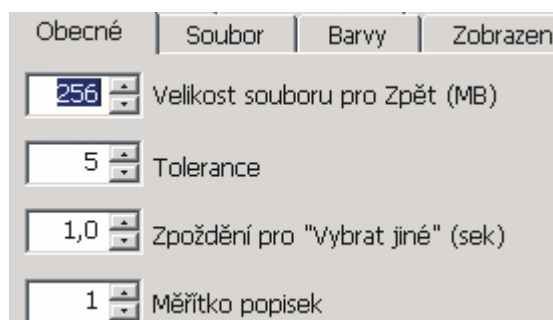 Obecné Soubor Barvy Zobrazen
256 Velikost souboru pro Zpět (MB)
5 Tolerance
1,0 Zpoždění pro "Vybrat jiné" (sek)
1 Měřítko popisek